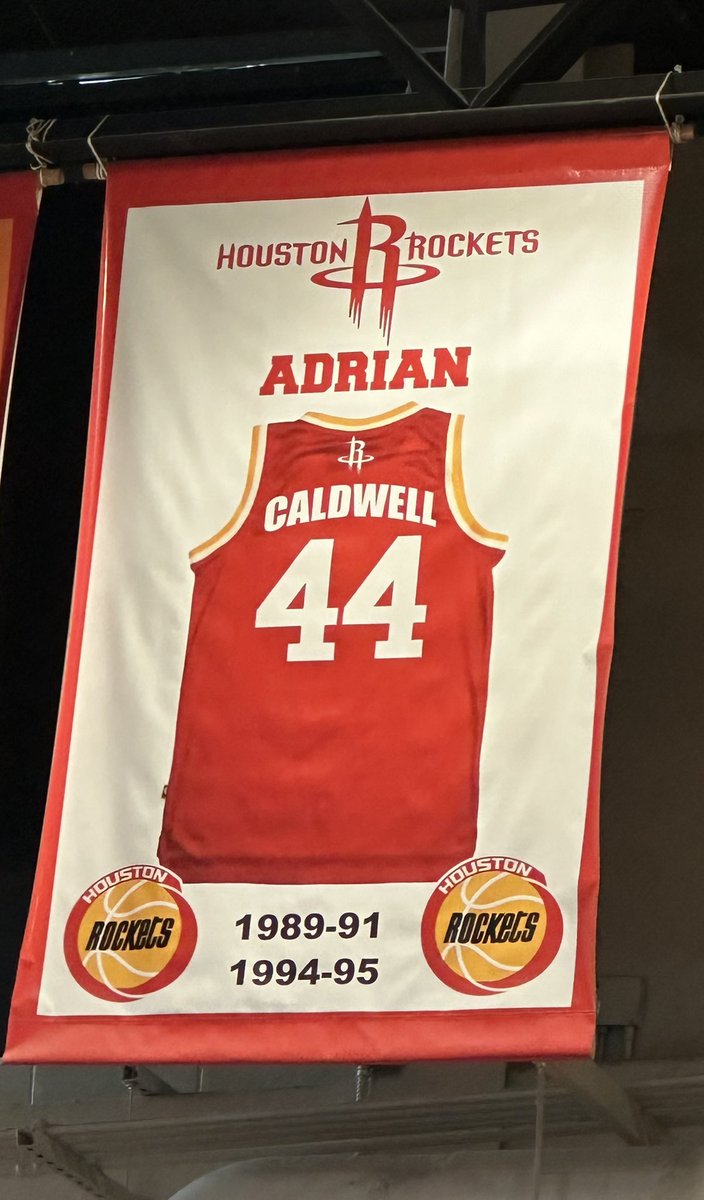 HOUSTON R ROCKETS
ADRIAN
R
CALDWELL
44
HOUSTON
ROCKETS
1989-91
1994-95
HOUSTON
ROCKETS